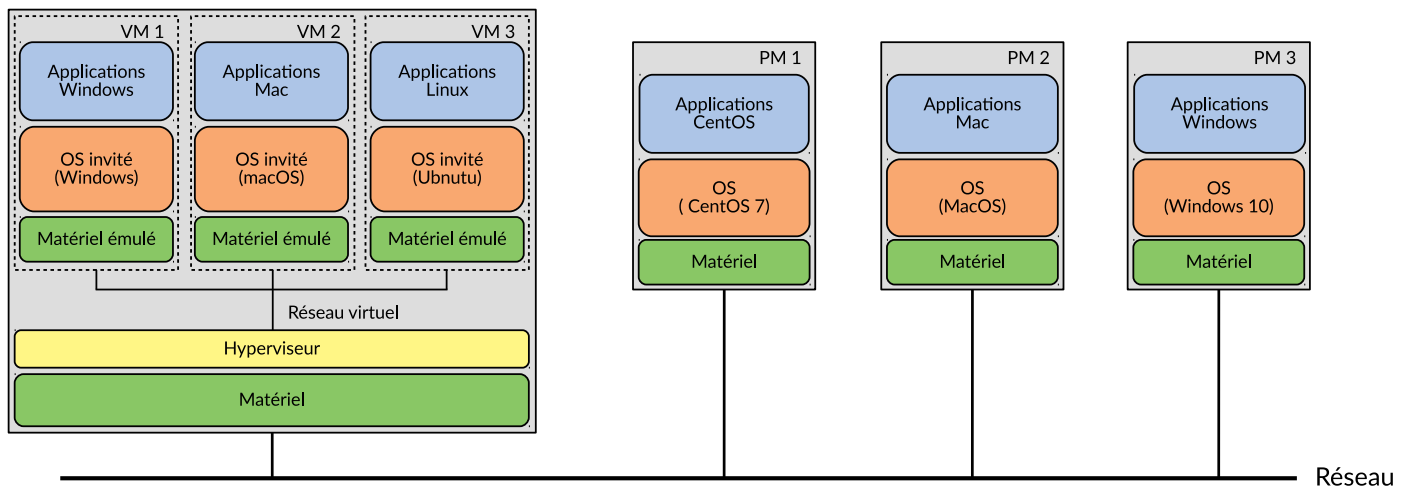 VM 1
Applications
Windows
OS invité
(Windows)
Matériel émulé
VM 2
Applications
Mac
OS invité
(macOS)
Matériel émulé
VM 3
Applications
Linux
OS invité
(Ubnutu)
Matériel émulé
Réseau virtuel
Hyperviseur
Matériel
PM 1
Applications
CentOS
OS
( CentOS 7)
Matériel
PM 2
Applications
Mac
OS
(MacOS)
Matériel
PM 3
Applications
Windows
OS
(Windows 10)
Matériel
Réseau